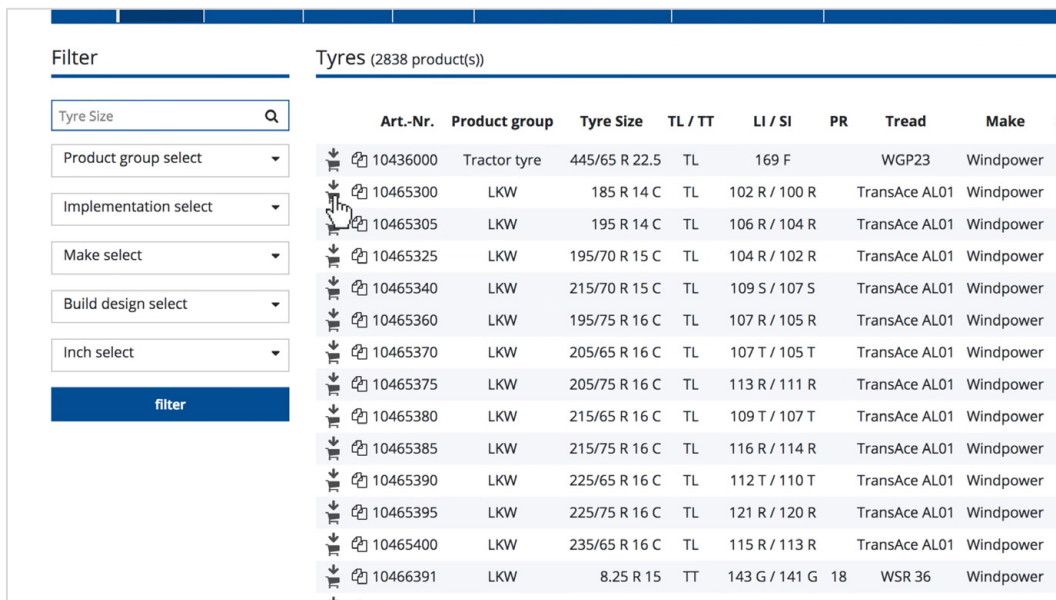 Filter
Tyre Size
Product group select
Implementation select
Make select
Build design select
Inch select
filter
Tyres (2838 product(s))
Art.-Nr. Product group Tyre Size TL / TT LI / SI PR Tread Make
10436000 Tractor tyre 445/65 R 22.5 TL 169 F WGP23 Windpower
10465300 LKW 185 R 14 C TL 102 R / 100 R TransAce AL01 Windpower
10465305 LKW 195 R 14 C TL 106 R / 104 R TransAce AL01 Windpower
10465325 LKW 195/70 R 15 C TL 104 R / 102 R TransAce AL01 Windpower
10465340 LKW 215/70 R 15 C TL 109 S / 107 S TransAce AL01 Windpower
10465360 LKW 195/75 R 16 C TL 107 R / 105 R TransAce AL01 Windpower
10465370 LKW 205/65 R 16 C TL 107 T / 105 T TransAce AL01 Windpower
10465375 LKW 205/75 R 16 C TL 113 R / 111 R TransAce AL01 Windpower
10465380 LKW 215/65 R 16 C TL 109 T / 107 T TransAce AL01 Windpower
10465385 LKW 215/75 R 16 C TL 116 R / 114 R TransAce AL01 Windpower
10465390 LKW 225/65 R 16 C TL 112 T / 110 T TransAce AL01 Windpower
10465395 LKW 225/75 R 16 C TL 121 R / 120 R TransAce AL01 Windpower
10465400 LKW 235/65 R 16 C TL 115 R / 113 R TransAce AL01 Windpower
10466391 LKW 8.25 R 15 TT 143 G / 141 G 18 WSR 36 Windpower